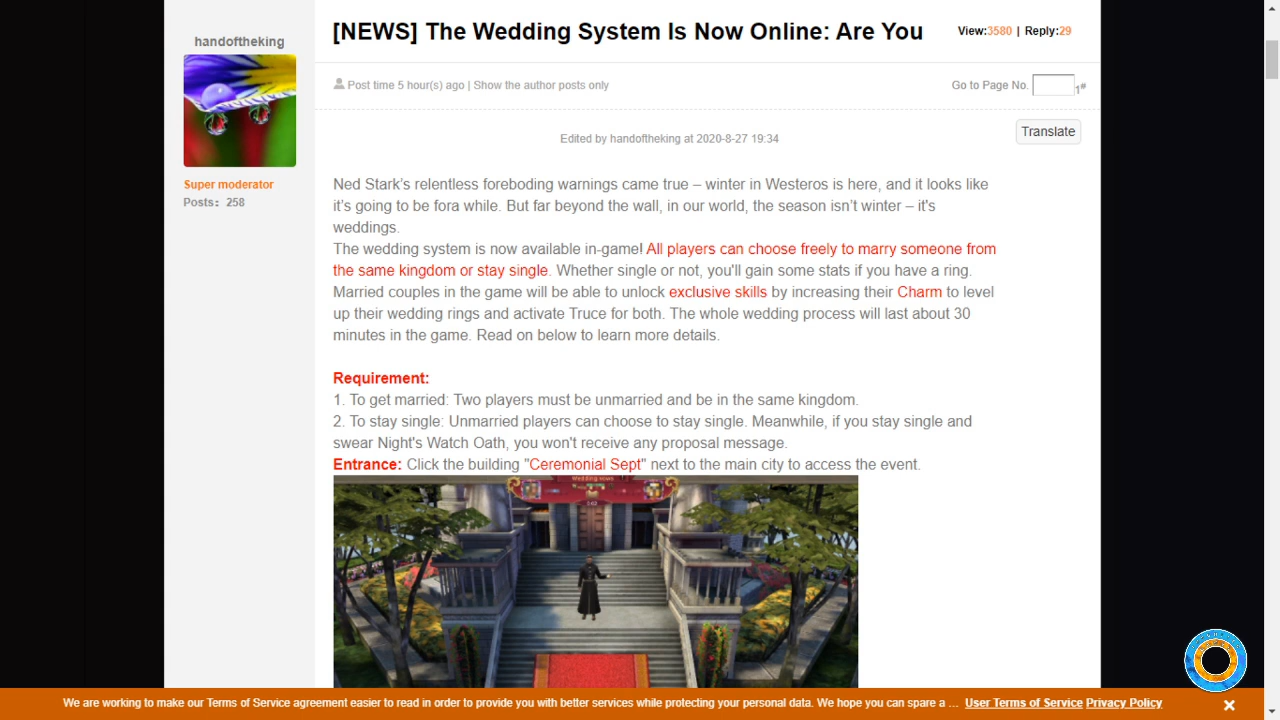 handoftheking
[NEWS] The Wedding System Is Now Online: Are You
View:3580 | Reply:29
Post time 5 hour(s) ago | Show the author posts only
Go to Page No.
1#
Edited by handoftheking at 2020-8-27 19:34
Translate
Super moderator
Posts: 258
Ned Stark’s relentless foreboding warnings came true – winter in Westeros is here, and it looks like
it’s going to be fora while. But far beyond the wall, in our world, the season isn’t winter – it's
weddings.
The wedding system is now available in-game! All players can choose freely to marry someone from
the same kingdom or stay single. Whether single or not, you'll gain some stats if you have a ring.
Married couples in the game will be able to unlock exclusive skills by increasing their Charm to level
up their wedding rings and activate Truce for both. The whole wedding process will last about 30
minutes in the game. Read on below to learn more details.
Requirement:
1. To get married: Two players must be unmarried and be in the same kingdom.
2. To stay single: Unmarried players can choose to stay single. Meanwhile, if you stay single and
swear Night's Watch Oath, you won't receive any proposal message.
Entrance: Click the building "Ceremonial Sept" next to the main city to access the event.
Wedding news
We are working to make our Terms of Service agreement easier to read in order to provide you with better services while protecting your personal data. We hope you can spare a ... User Terms of Service Privacy Policy